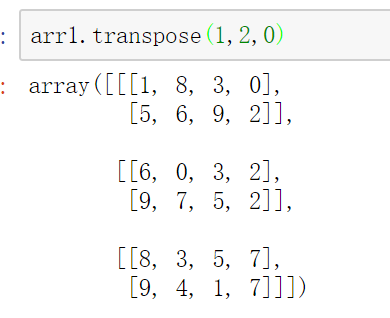 : arr1.transpose(1,2,0)
: array([[[1, 8, 3, 0],
[5, 6, 9, 2]],
[[6, 0, 3, 2],
[9, 7, 5, 2]],
[[8, 3, 5, 7],
[9, 4, 1, 7]]])